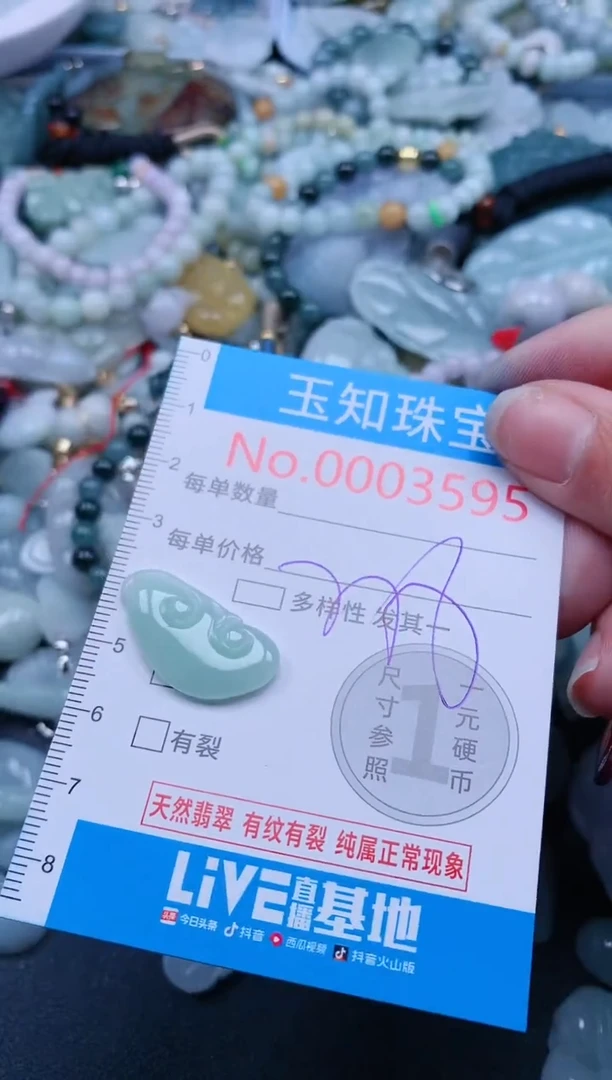 玉知珠宝
No.0003595
每单数量
每单价格
多样性 发其一
有裂
尺寸参照
1
一元硬币
天然翡翠 有纹有裂 纯属正常现象
LiVE直播基地
头条 今日头条 抖音 西瓜视频 抖音火山版
0
1
2
3
5
6
7
8